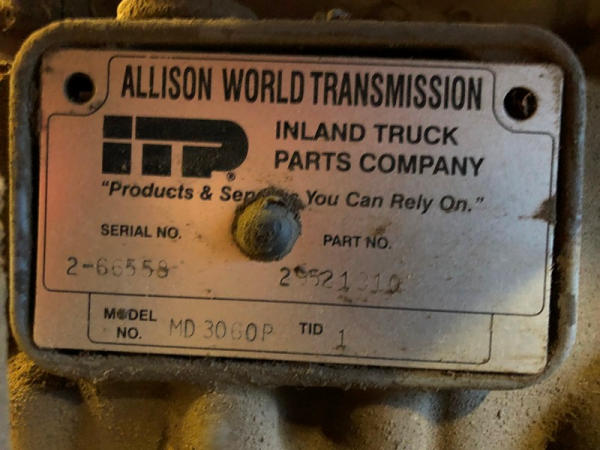 ALLISON WORLD TRANSMISSION
iTP®
INLAND TRUCK
PARTS COMPANY
"Products & You Can Rely On."
SERIAL NO.
PART NO.
2-66558
MODEL
NO.
MD 3060P
TID
1